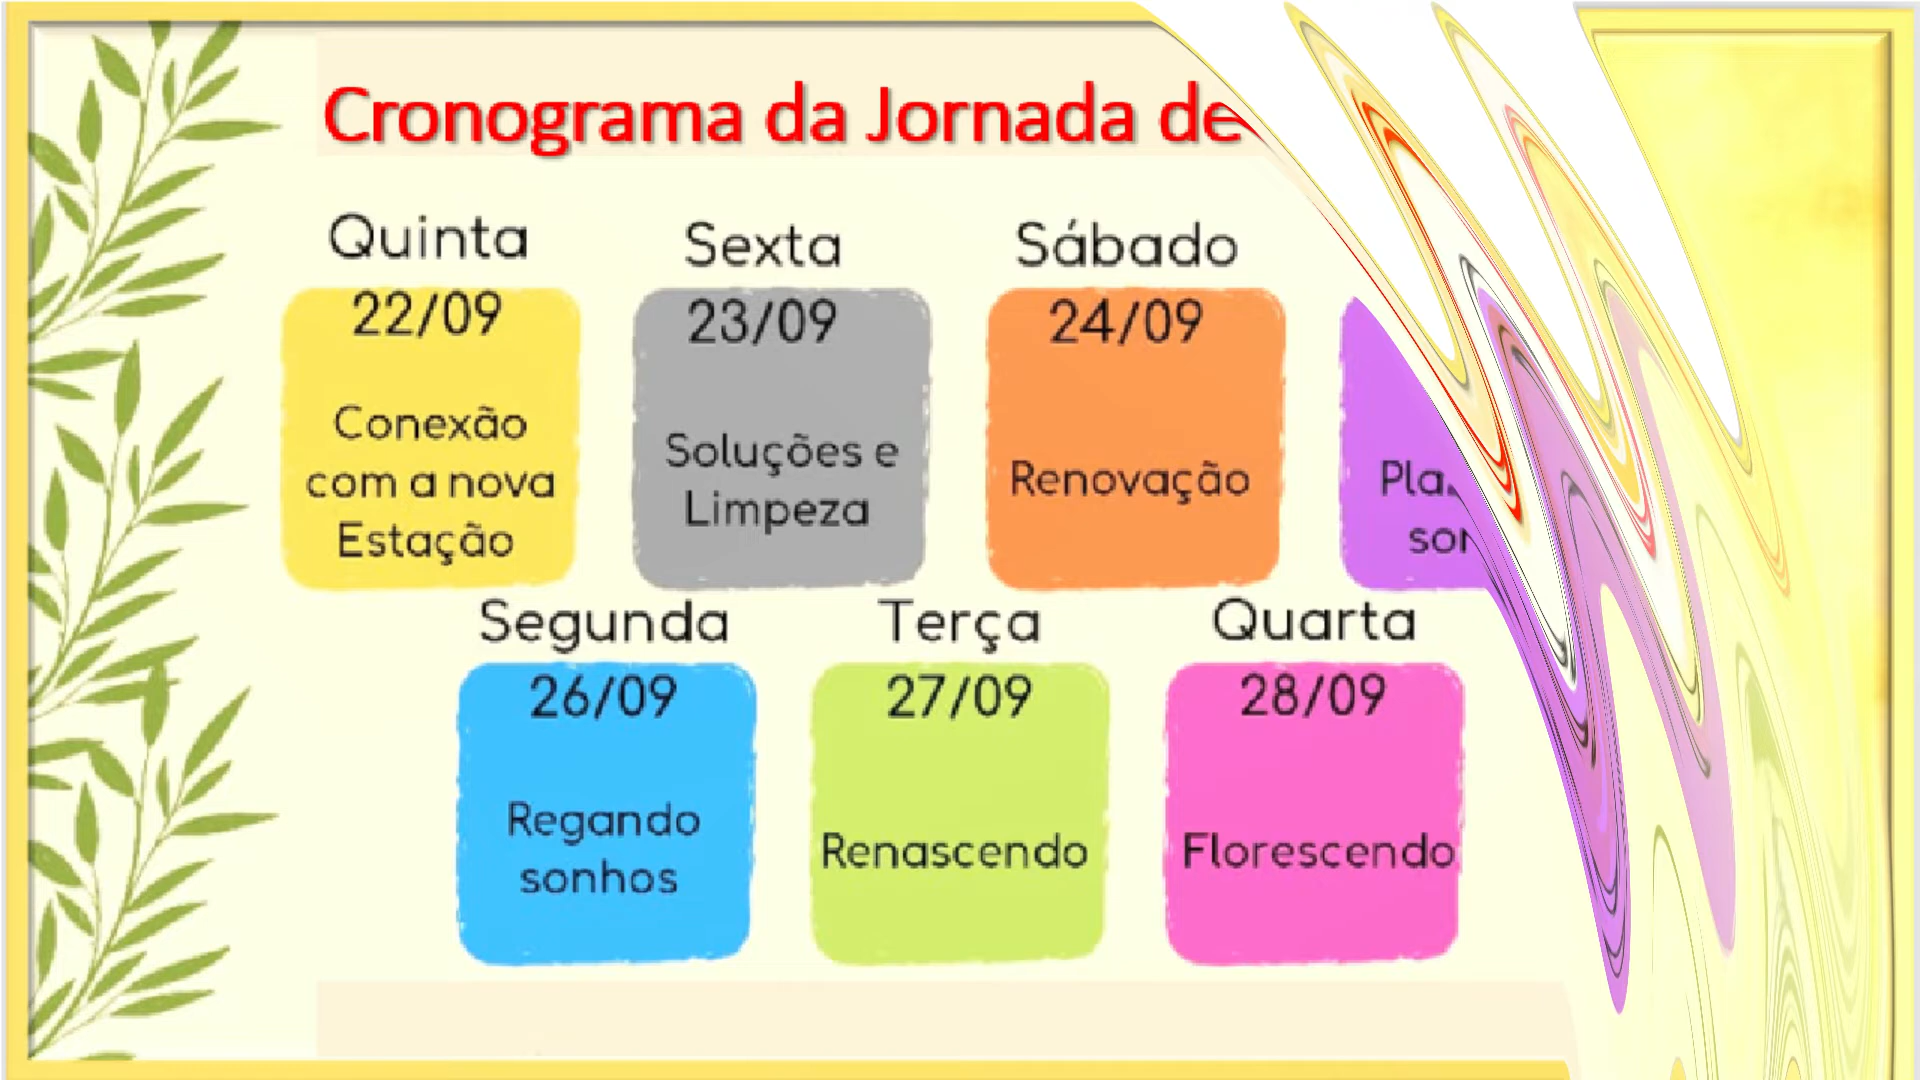 Cronograma da Jornada de
Quinta
Sexta
Sábado
22/09
23/09
24/09
Conexão
com a nova
Estação
Soluções e
Limpeza
Renovação
Segunda
Terça
Quarta
26/09
27/09
28/09
Regando
sonhos
Renascendo
Florescendo